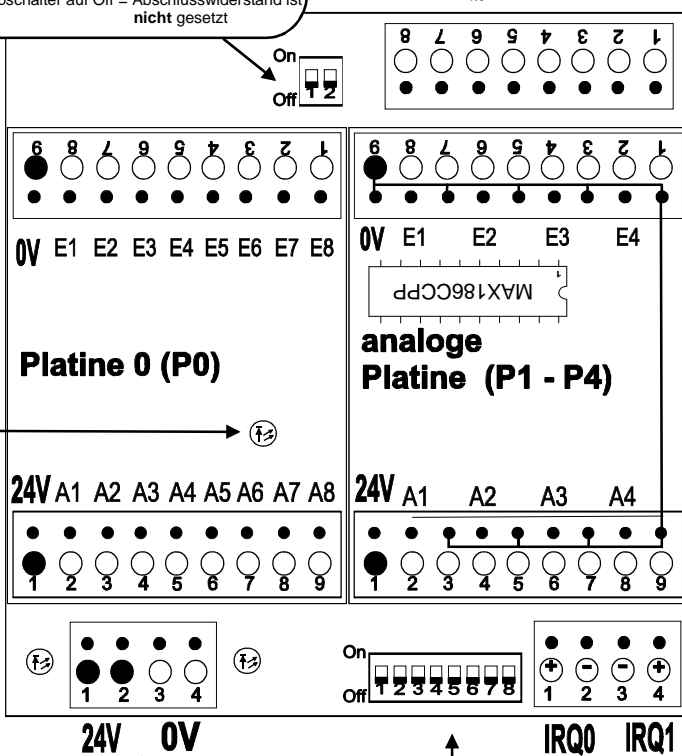 schalter auf Off = Abschlusswiderstand ist
nicht gesetzt
On
Off
1 2
8 7 6 5 4 3 2 1
9 8 7 6 5 4 3 2 1
9 8 7 6 5 4 3 2 1
0V E1 E2 E3 E4 E5 E6 E7 E8
0V E1 E2 E3 E4
1
MAX186CCPP
Platine 0 (P0)
analoge
Platine (P1 - P4)
24V A1 A2 A3 A4 A5 A6 A7 A8
24V A1 A2 A3 A4
1 2 3 4 5 6 7 8 9
1 2 3 4 5 6 7 8 9
1 2 3 4
On
Off
1 2 3 4 5 6 7 8
+ - - +
1 2 3 4
24V 0V
IRQ0 IRQ1